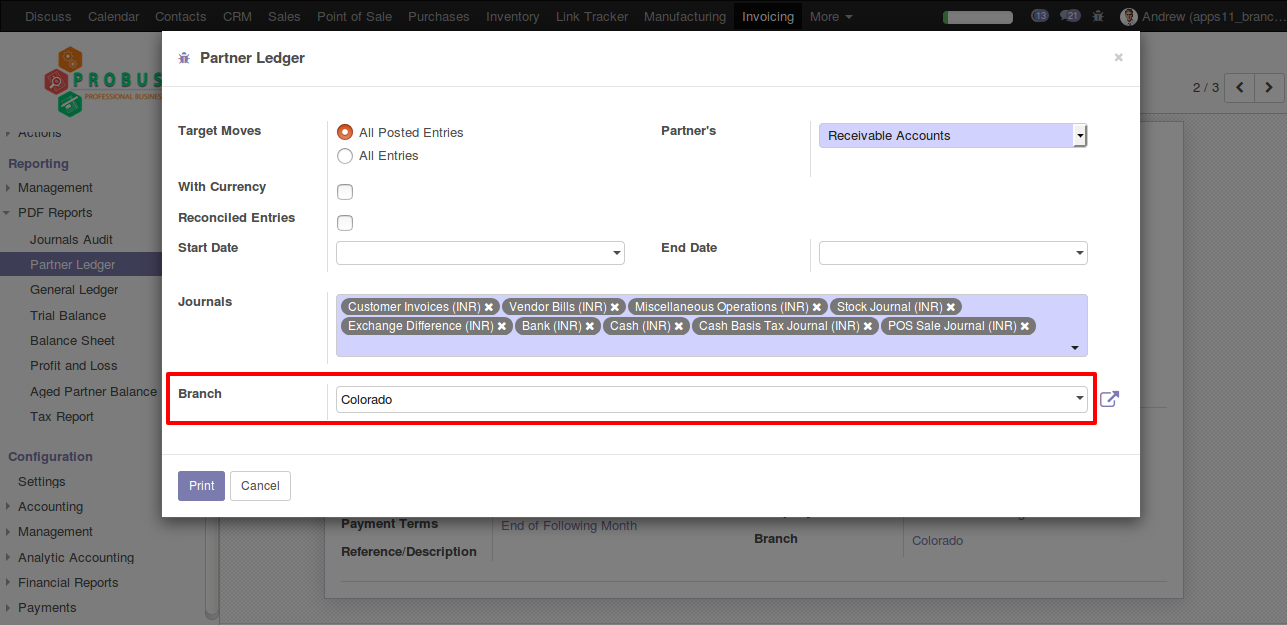 Discuss Calendar Contacts CRM Sales Point of Sale Purchases Inventory Link Tracker Manufacturing Invoicing More 13 21 Andrew (apps11_branc...
PROBUS
PROFESSIONAL BUSINES
2 / 3
Actions
Reporting
Management
PDF Reports
Journals Audit
Partner Ledger
General Ledger
Trial Balance
Balance Sheet
Profit and Loss
Aged Partner Balance
Tax Report
Configuration
Settings
Accounting
Management
Analytic Accounting
Financial Reports
Payments
Partner Ledger ×
Target Moves All Posted Entries Partner's Receivable Accounts
All Entries
With Currency
Reconciled Entries
Start Date End Date
Journals Customer Invoices (INR) Vendor Bills (INR) Miscellaneous Operations (INR) Stock Journal (INR)
Exchange Difference (INR) Bank (INR) Cash (INR) Cash Basis Tax Journal (INR) POS Sale Journal (INR)
Branch Colorado
Print Cancel
Payment Terms End of Following Month
Branch Colorado
Reference/Description